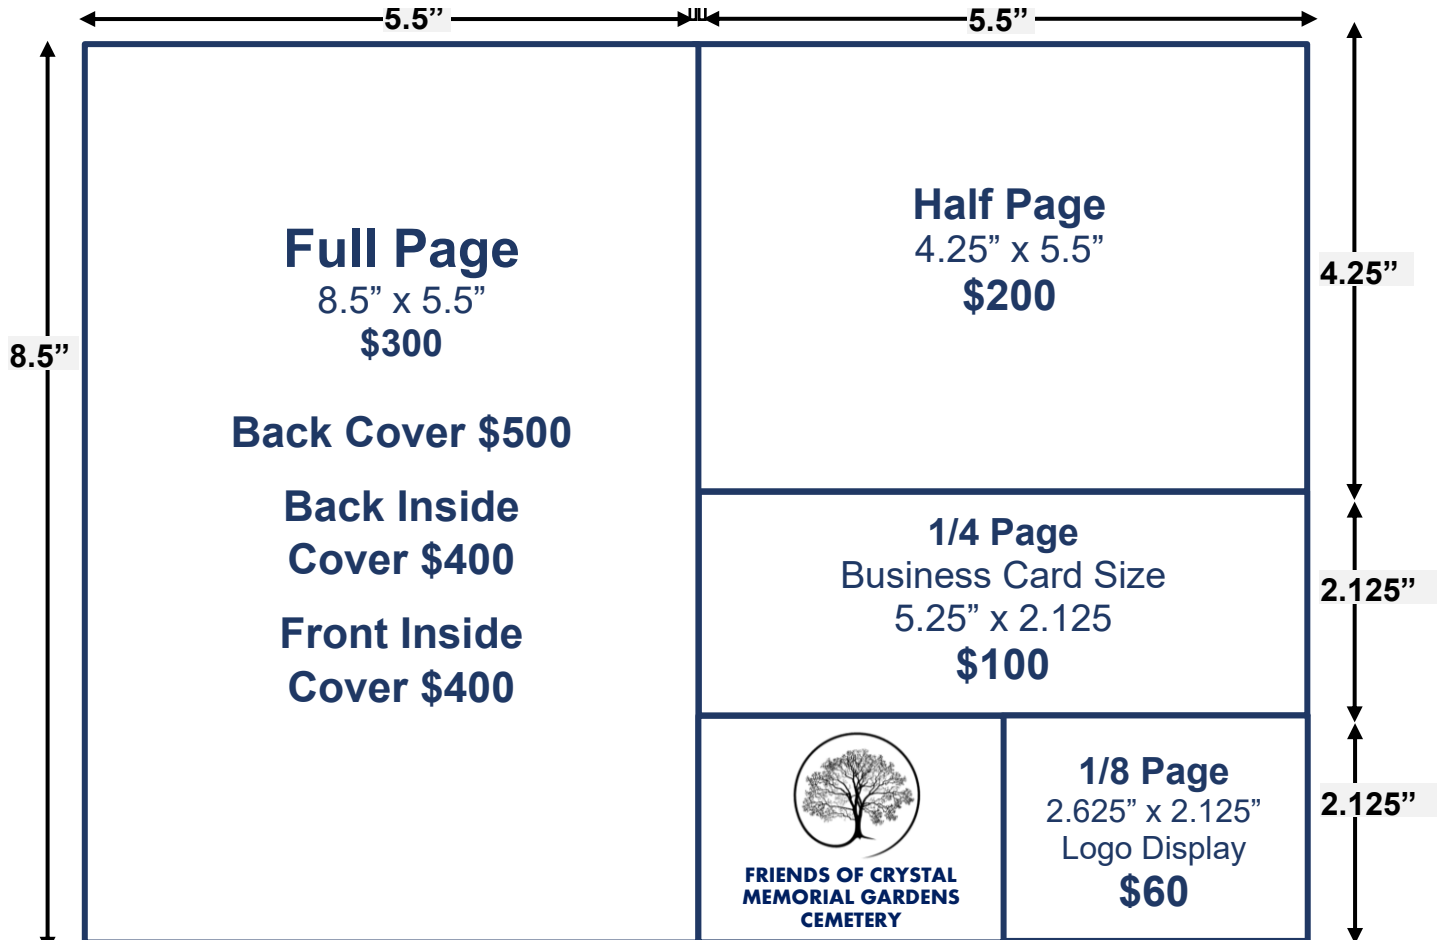 5.5”
5.5”
8.5”
Full Page
8.5” x 5.5”
$300
Back Cover $500
Back Inside
Cover $400
Front Inside
Cover $400
Half Page
4.25” x 5.5”
$200
4.25”
1/4 Page
Business Card Size
5.25” x 2.125
$100
2.125”
FRIENDS OF CRYSTAL
MEMORIAL GARDENS
CEMETERY
1/8 Page
2.625” x 2.125”
Logo Display
$60
2.125”